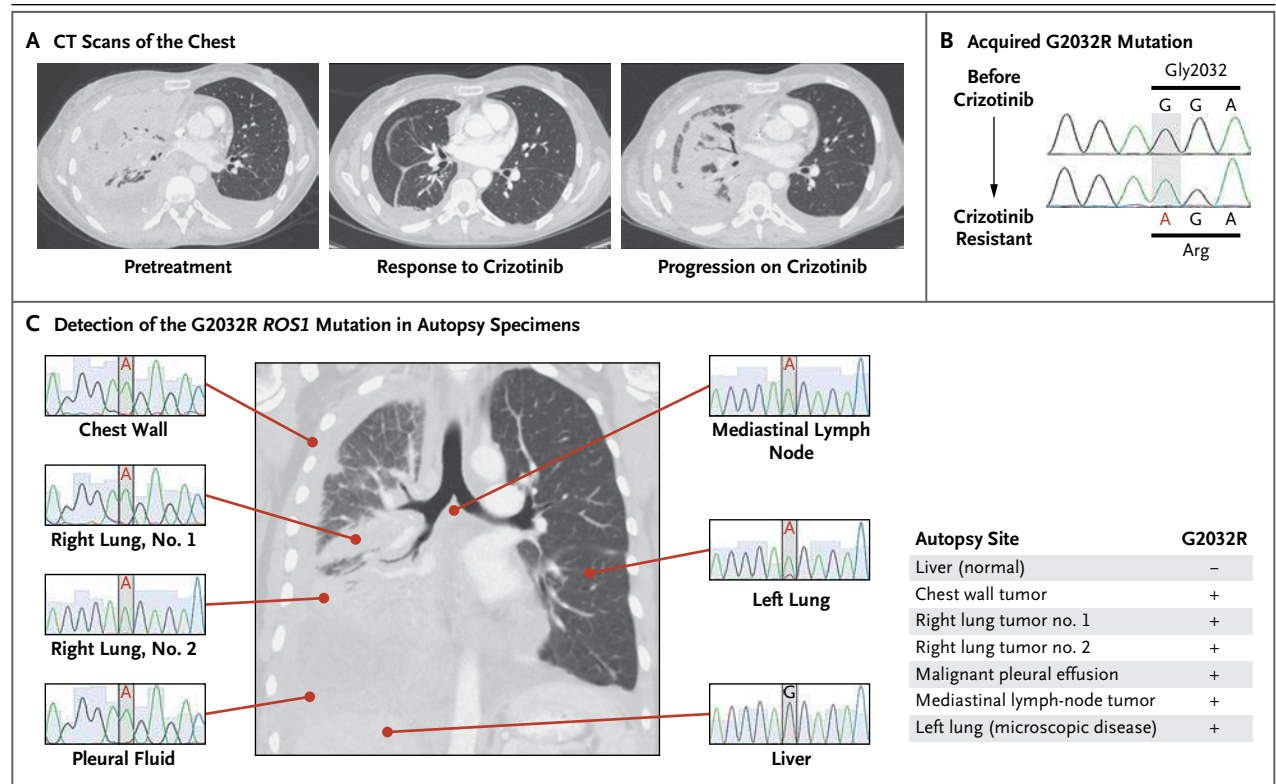 A CT Scans of the Chest
Pretreatment
Response to Crizotinib
Progression on Crizotinib
B Acquired G2032R Mutation
Before
Crizotinib
Crizotinib
Resistant
Gly2032
G G A
A G A
Arg
C Detection of the G2032R ROS1 Mutation in Autopsy Specimens
A
Chest Wall
A
Right Lung, No. 1
A
Right Lung, No. 2
A
Pleural Fluid
A
Mediastinal Lymph
Node
A
Left Lung
G
Liver
Autopsy Site G2032R
Liver (normal) –
Chest wall tumor +
Right lung tumor no. 1 +
Right lung tumor no. 2 +
Malignant pleural effusion +
Mediastinal lymph-node tumor +
Left lung (microscopic disease) +